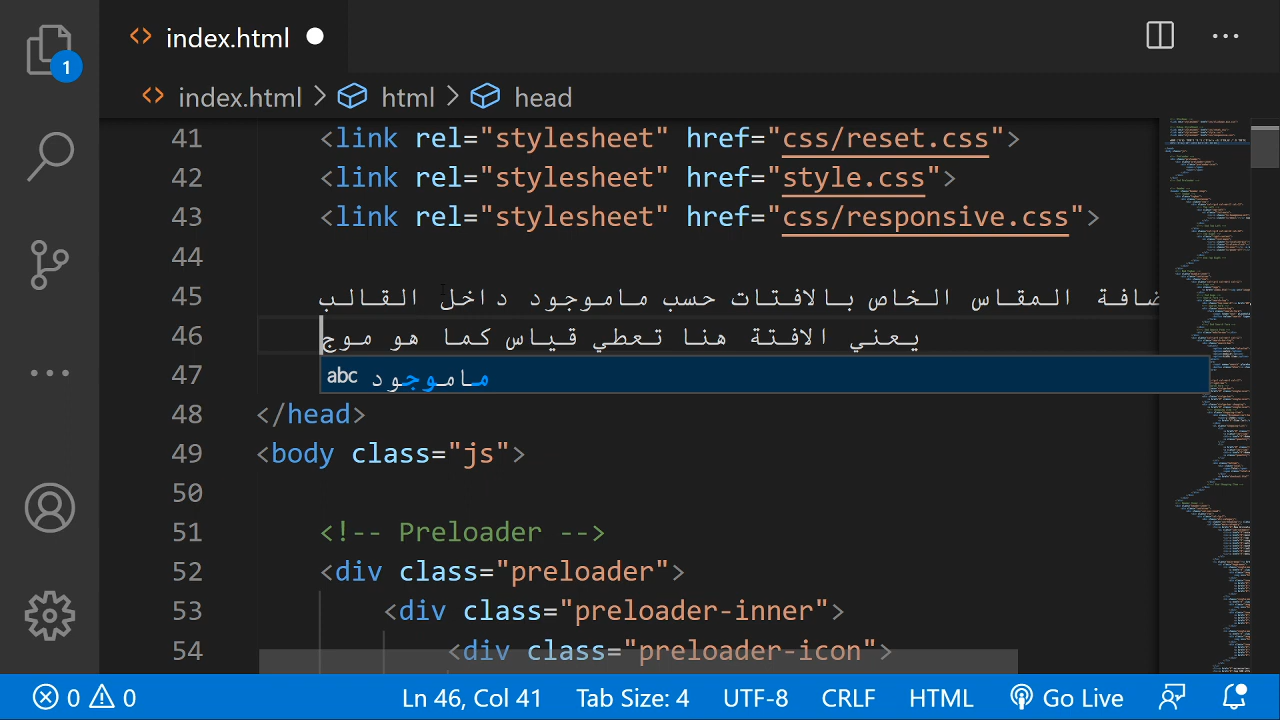 index.html
1
index.html > html > head
41 <link rel="stylesheet" href="css/reset.css">
42 <link rel="stylesheet" href="style.css">
43 <link rel="stylesheet" href="css/responsive.css">
44
45 المقاس الخاص بالافتات حسب ماموجود داخل القالب
46 يعني الافتة هنا تعطي قياس كما هو موج
abc ماموجود
47
48 </head>
49 <body class="js">
50
51 <!-- Preloader -->
52 <div class="preloader">
53 <div class="preloader-inner">
54 <div class="preloader-icon">
0 0 Ln 46, Col 41 Tab Size: 4 UTF-8 CRLF HTML Go Live